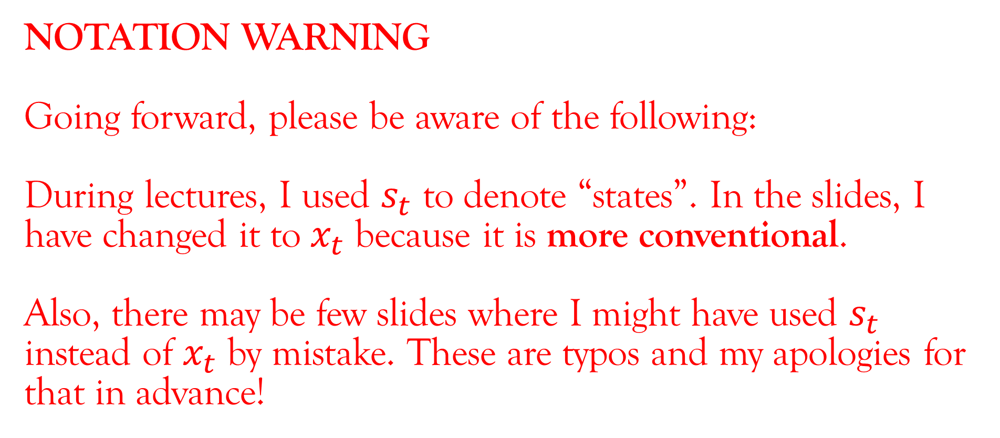 NOTATION WARNING
Going forward, please be aware of the following:
During lectures, I used $s_t$ to denote “states”. In the slides, I
have changed it to $x_t$ because it is more conventional.
Also, there may be few slides where I might have used $s_t$
instead of $x_t$ by mistake. These are typos and my apologies for
that in advance!